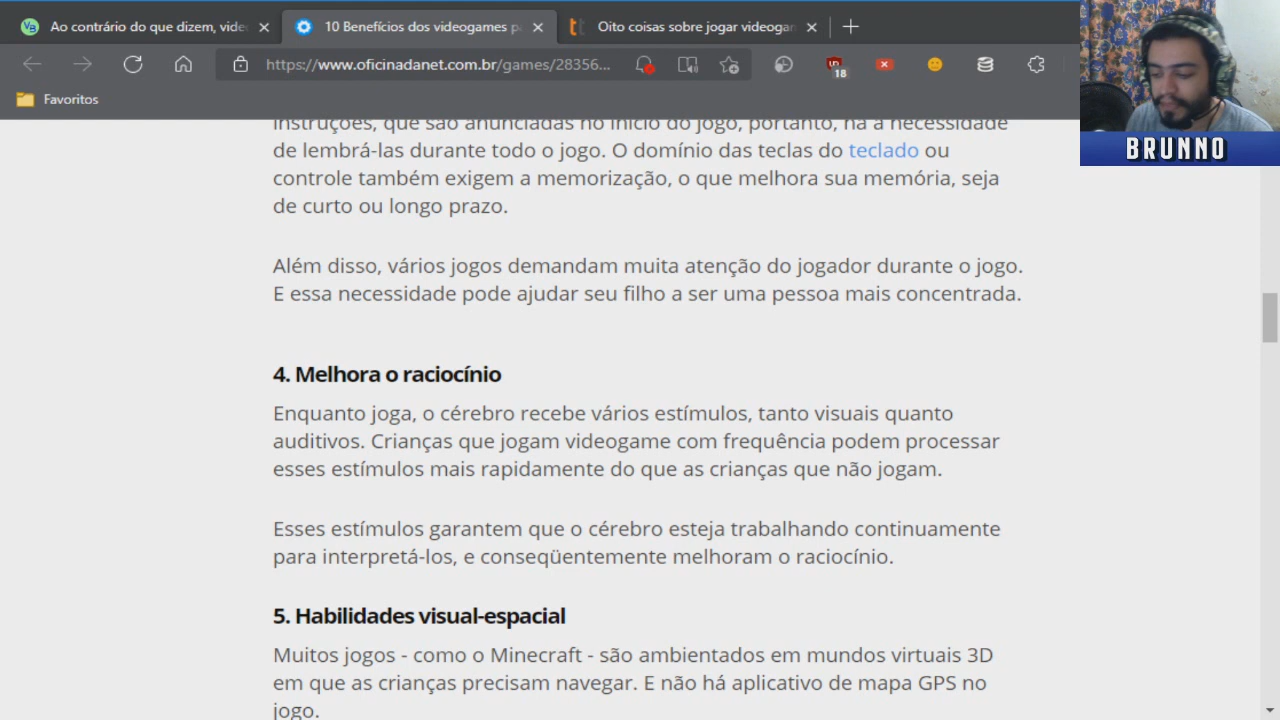 Ao contrário do que dizem, vide
10 Benefícios dos videogames pa
Oito coisas sobre jogar videogan
https://www.oficinadanet.com.br/games/28356...
18
Favoritos
BRUNNO
instruções, que são anunciadas no início do jogo, portanto, há a necessidade
de lembrá-las durante todo o jogo. O domínio das teclas do teclado ou
controle também exigem a memorização, o que melhora sua memória, seja
de curto ou longo prazo.
Além disso, vários jogos demandam muita atenção do jogador durante o jogo.
E essa necessidade pode ajudar seu filho a ser uma pessoa mais concentrada.
4. Melhora o raciocínio
Enquanto joga, o cérebro recebe vários estímulos, tanto visuais quanto
auditivos. Crianças que jogam videogame com frequência podem processar
esses estímulos mais rapidamente do que as crianças que não jogam.
Esses estímulos garantem que o cérebro esteja trabalhando continuamente
para interpretá-los, e conseqüentemente melhoram o raciocínio.
5. Habilidades visual-espacial
Muitos jogos - como o Minecraft - são ambientados em mundos virtuais 3D
em que as crianças precisam navegar. E não há aplicativo de mapa GPS no
jogo.